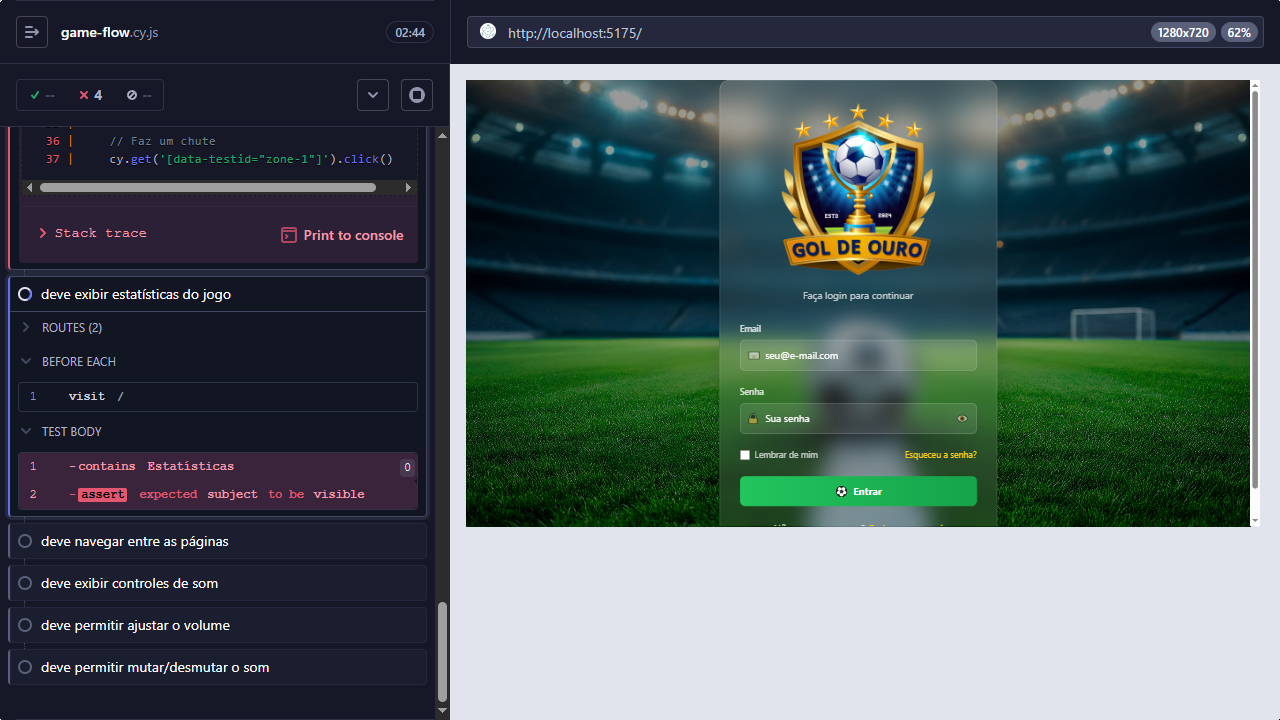 game-flow.cy.js
02:44
--
4
--
36 | // Faz um chute
37 | cy.get('[data-testid="zone-1"]').click()
Stack trace
Print to console
deve exibir estatísticas do jogo
ROUTES (2)
BEFORE EACH
1 visit /
TEST BODY
1 -contains Estatísticas 0
2 -assert expected subject to be visible
deve navegar entre as páginas
deve exibir controles de som
deve permitir ajustar o volume
deve permitir mutar/desmutar o som
http://localhost:5175/
1280x720
62%
ESTD 2024
GOL DE OURO
Faça login para continuar
Email
seu@e-mail.com
Senha
Sua senha
Lembrar de mim
Esqueceu a senha?
Entrar